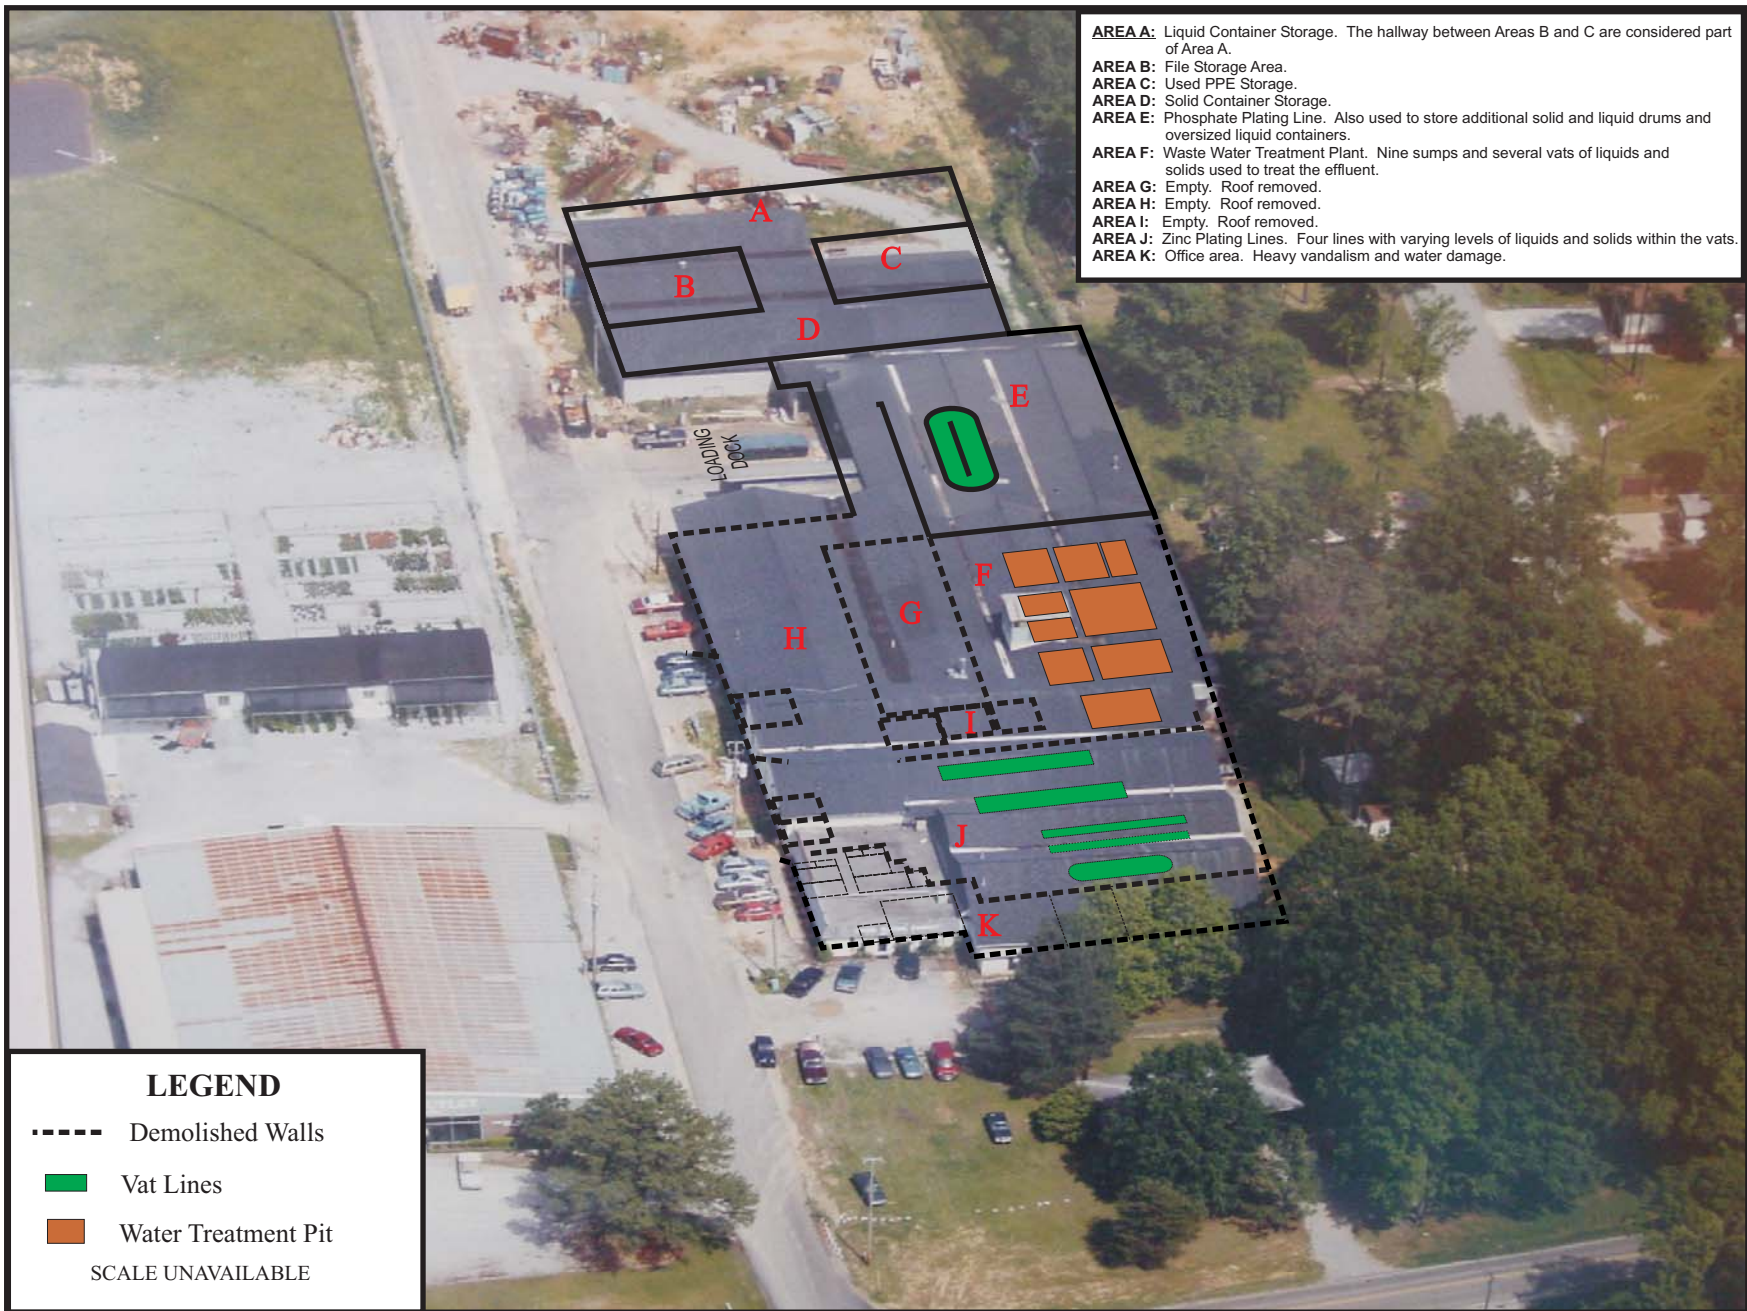 AREA A: Liquid Container Storage. The hallway between Areas B and C are considered part
of Area A.
AREA B: File Storage Area.
AREA C: Used PPE Storage.
AREA D: Solid Container Storage.
AREA E: Phosphate Plating Line. Also used to store additional solid and liquid drums and
oversized liquid containers.
AREA F: Waste Water Treatment Plant. Nine sumps and several vats of liquids and
solids used to treat the effluent.
AREA G: Empty. Roof removed.
AREA H: Empty. Roof removed.
AREA I: Empty. Roof removed.
AREA J: Zinc Plating Lines. Four lines with varying levels of liquids and solids within the vats.
AREA K: Office area. Heavy vandalism and water damage.
A
B
C
D
E
LOADING
DOCK
F
G
H
I
J
K
LEGEND
Demolished Walls
Vat Lines
Water Treatment Pit
SCALE UNAVAILABLE